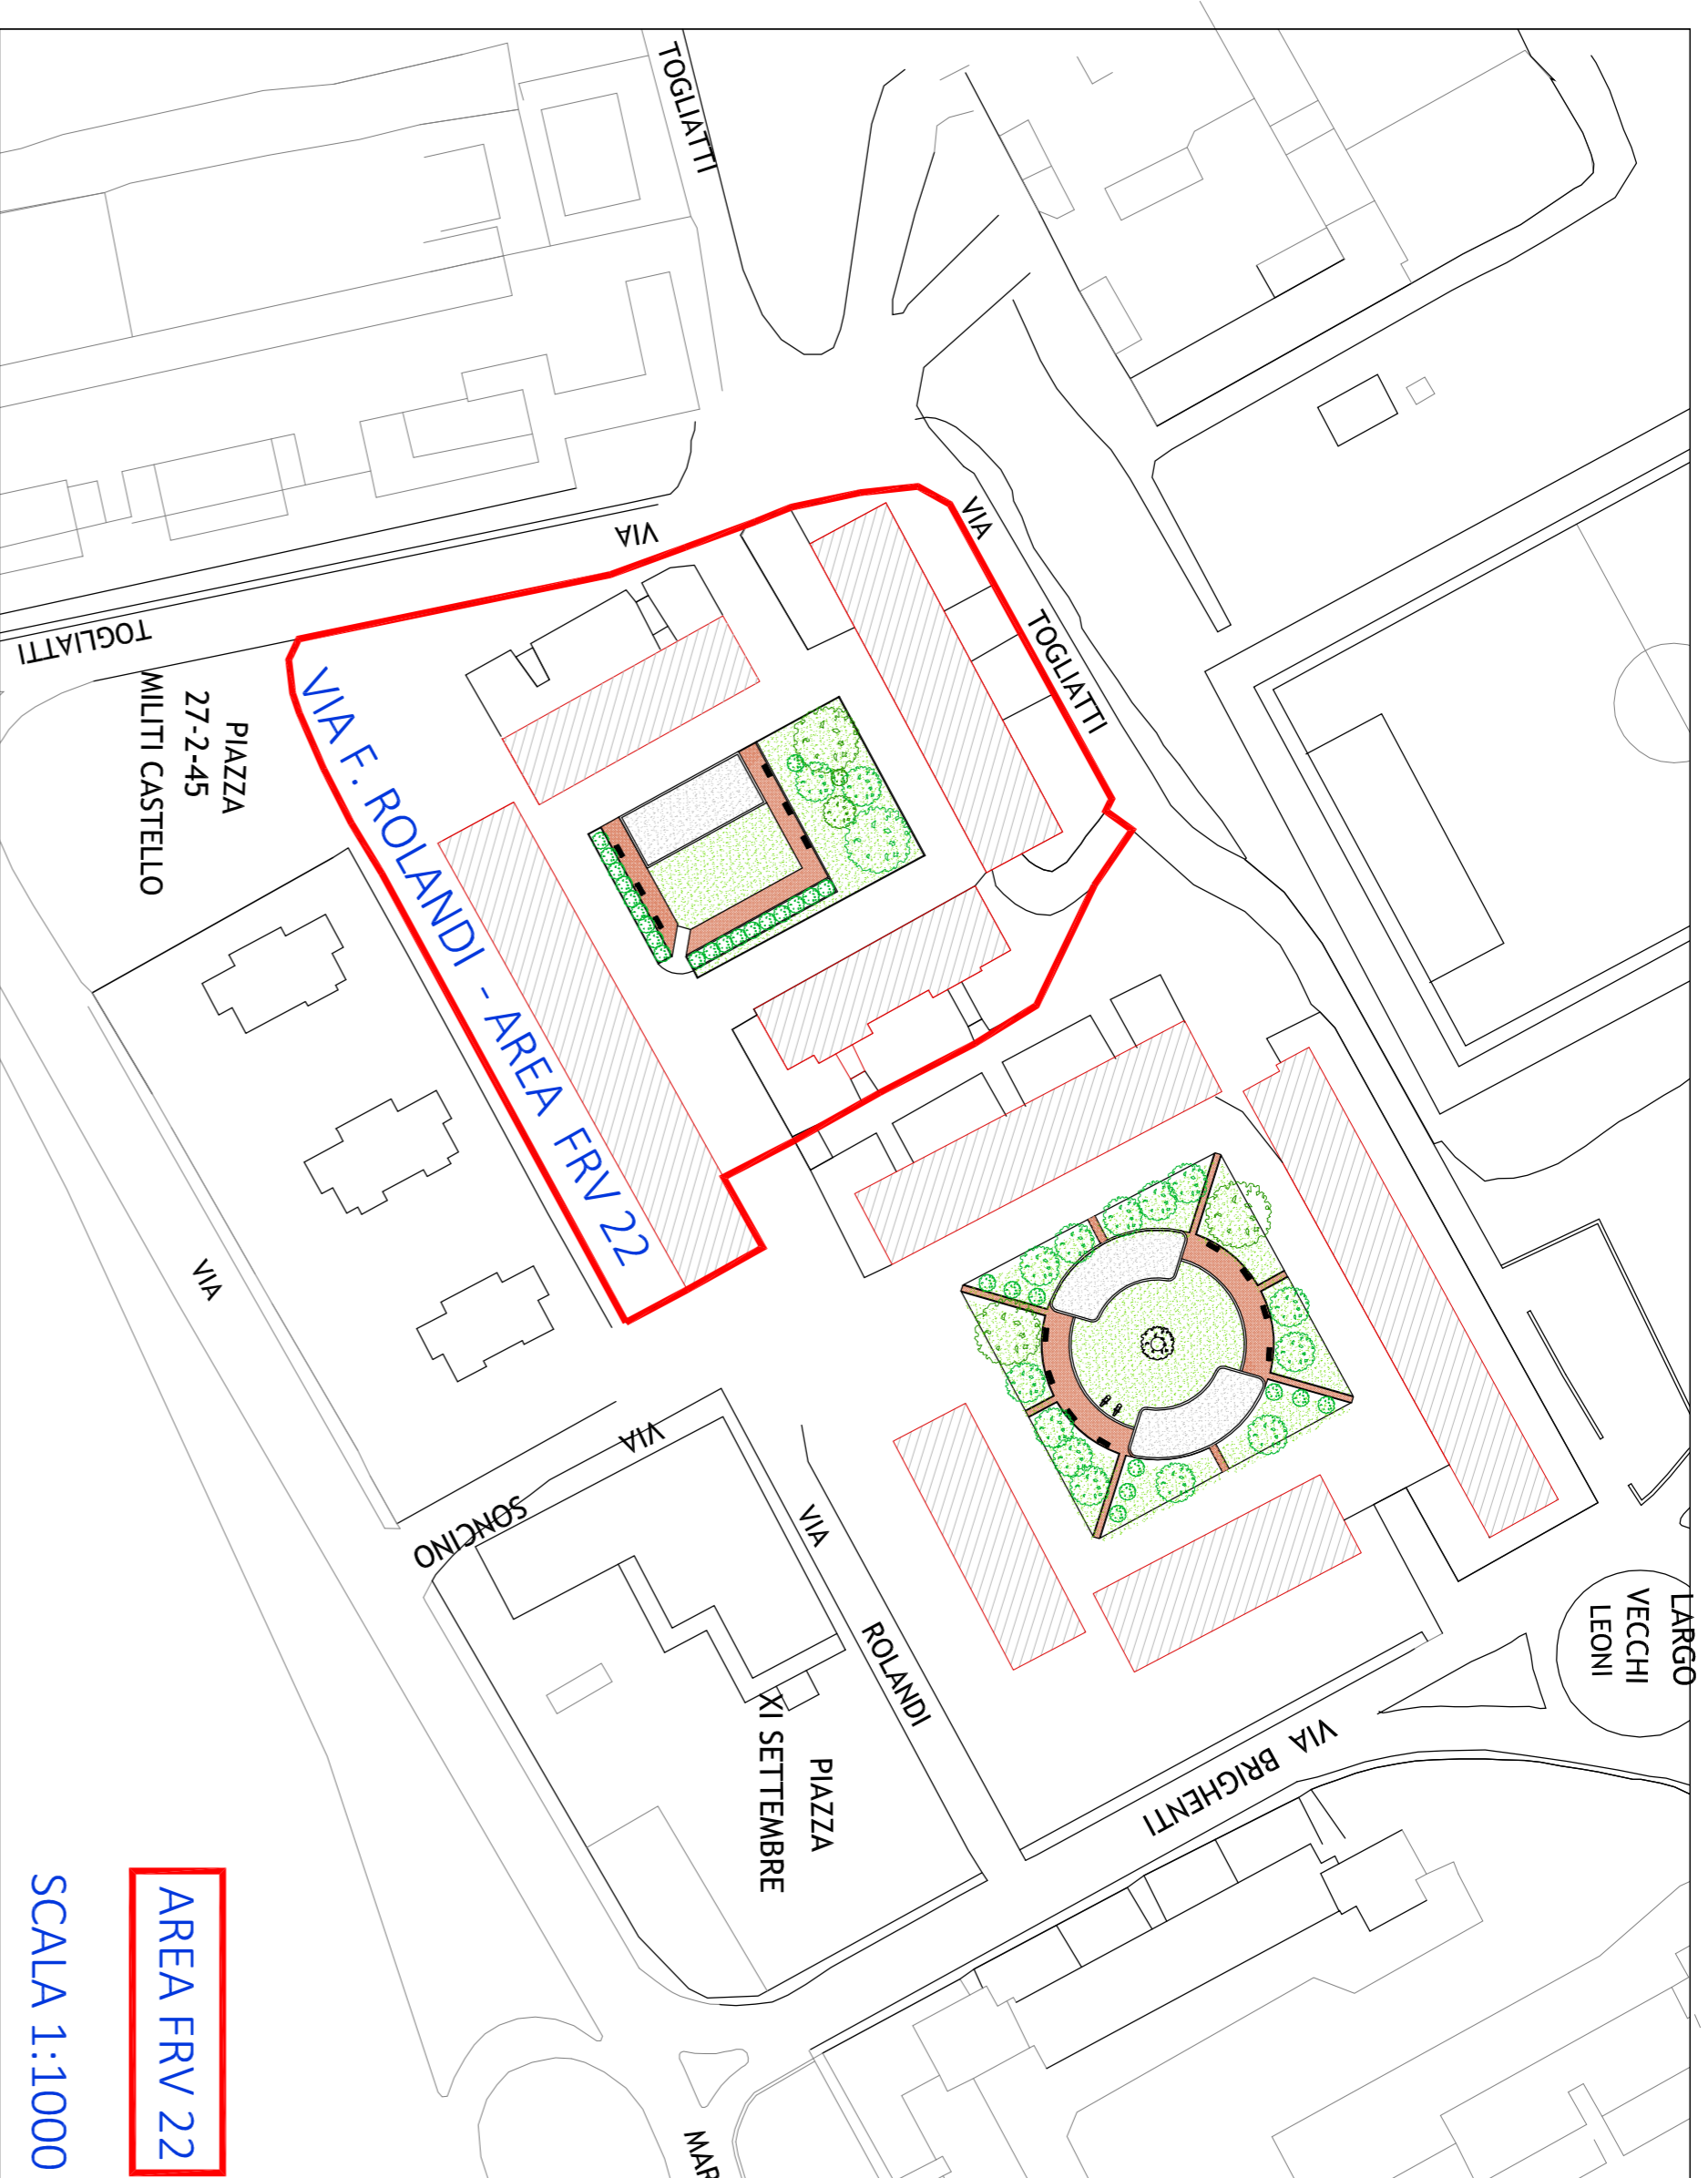 TOGLIATTI
VIA
TOGLIATTI
VIA
TOGLIATTI
PIAZZA
27-2-45
MILITI CASTELLO
VIA F. ROLANDI - AREA FRV 22
VIA
VIA
SONCINO
VIA
ROLANDI
PIAZZA
XI SETTEMBRE
VIA BRIGHENTI
LARGO
VECCHI
LEONI
AREA FRV 22
SCALA 1:1000